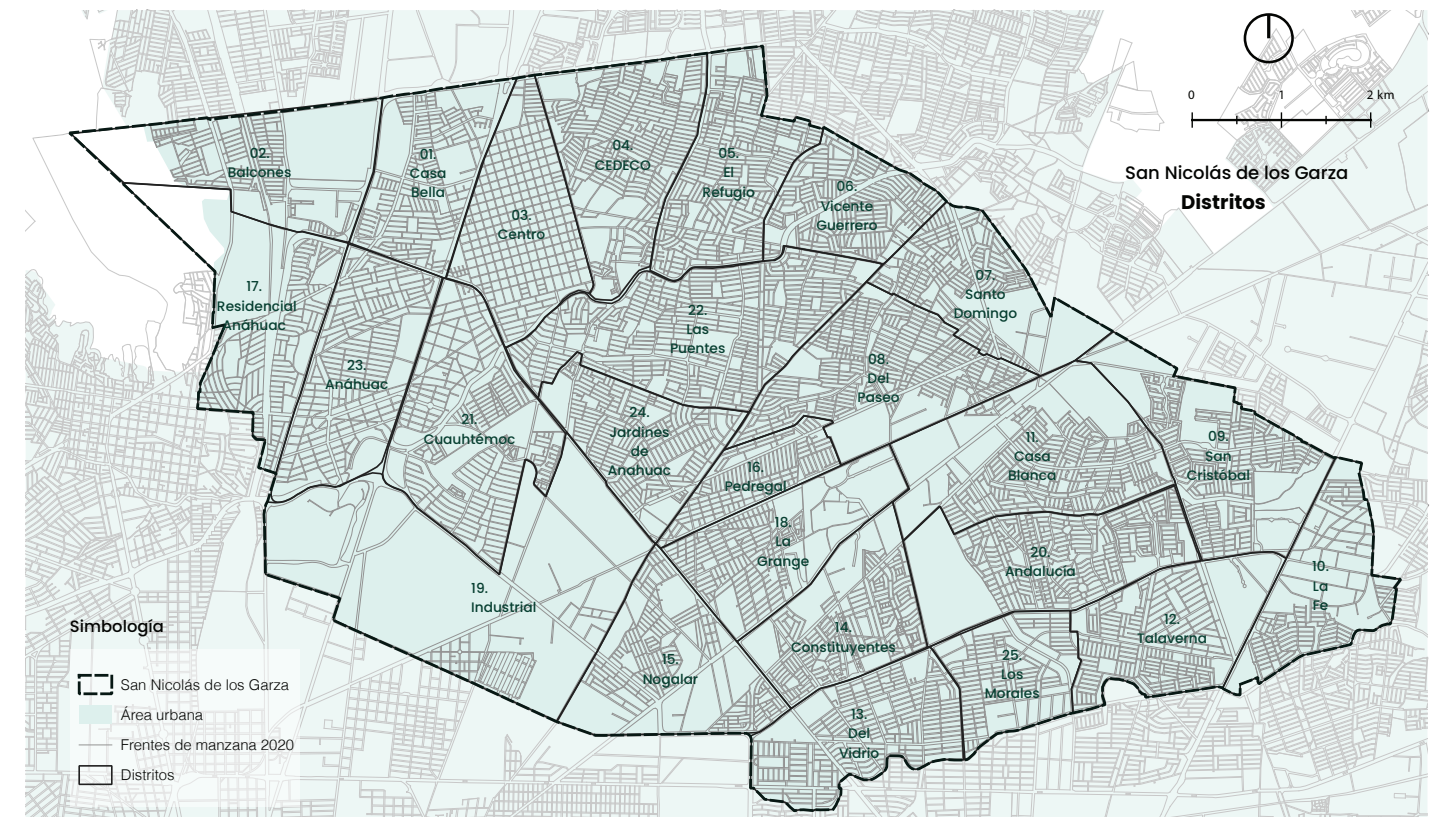 0 1 2 km
San Nicolás de los Garza
Distritos
02.
Balcones
01.
Casa
Bella
03.
Centro
04.
CEDECO
05.
El
Refugio
06.
Vicente
Guerrero
07.
Santo
Domingo
17.
Residencial
Anáhuac
23.
Anáhuac
21.
Cuauhtémoc
22.
Las
Puentes
24.
Jardines
de
Anahuac
08.
Del
Paseo
16.
Pedregal
11.
Casa
Blanca
09.
San
Cristóbal
18.
La
Grange
20.
Andalucía
10.
La
Fe
19.
Industrial
14.
Constituyentes
12.
Talaverna
15.
Nogalar
25.
Los
Morales
13.
Del
Vidrio
Simbología
San Nicolás de los Garza
Área urbana
Frentes de manzana 2020
Distritos